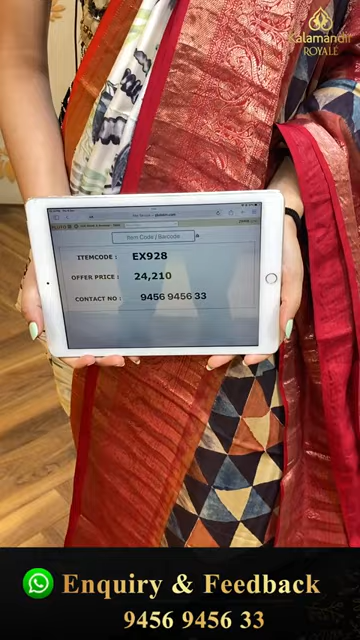 Kalamandir
ROYALE
Item Code / Barcode
ITEMCODE : EX928
OFFER PRICE : 24,210
CONTACT NO : 9456 9456 33
Enquiry & Feedback
9456 9456 33